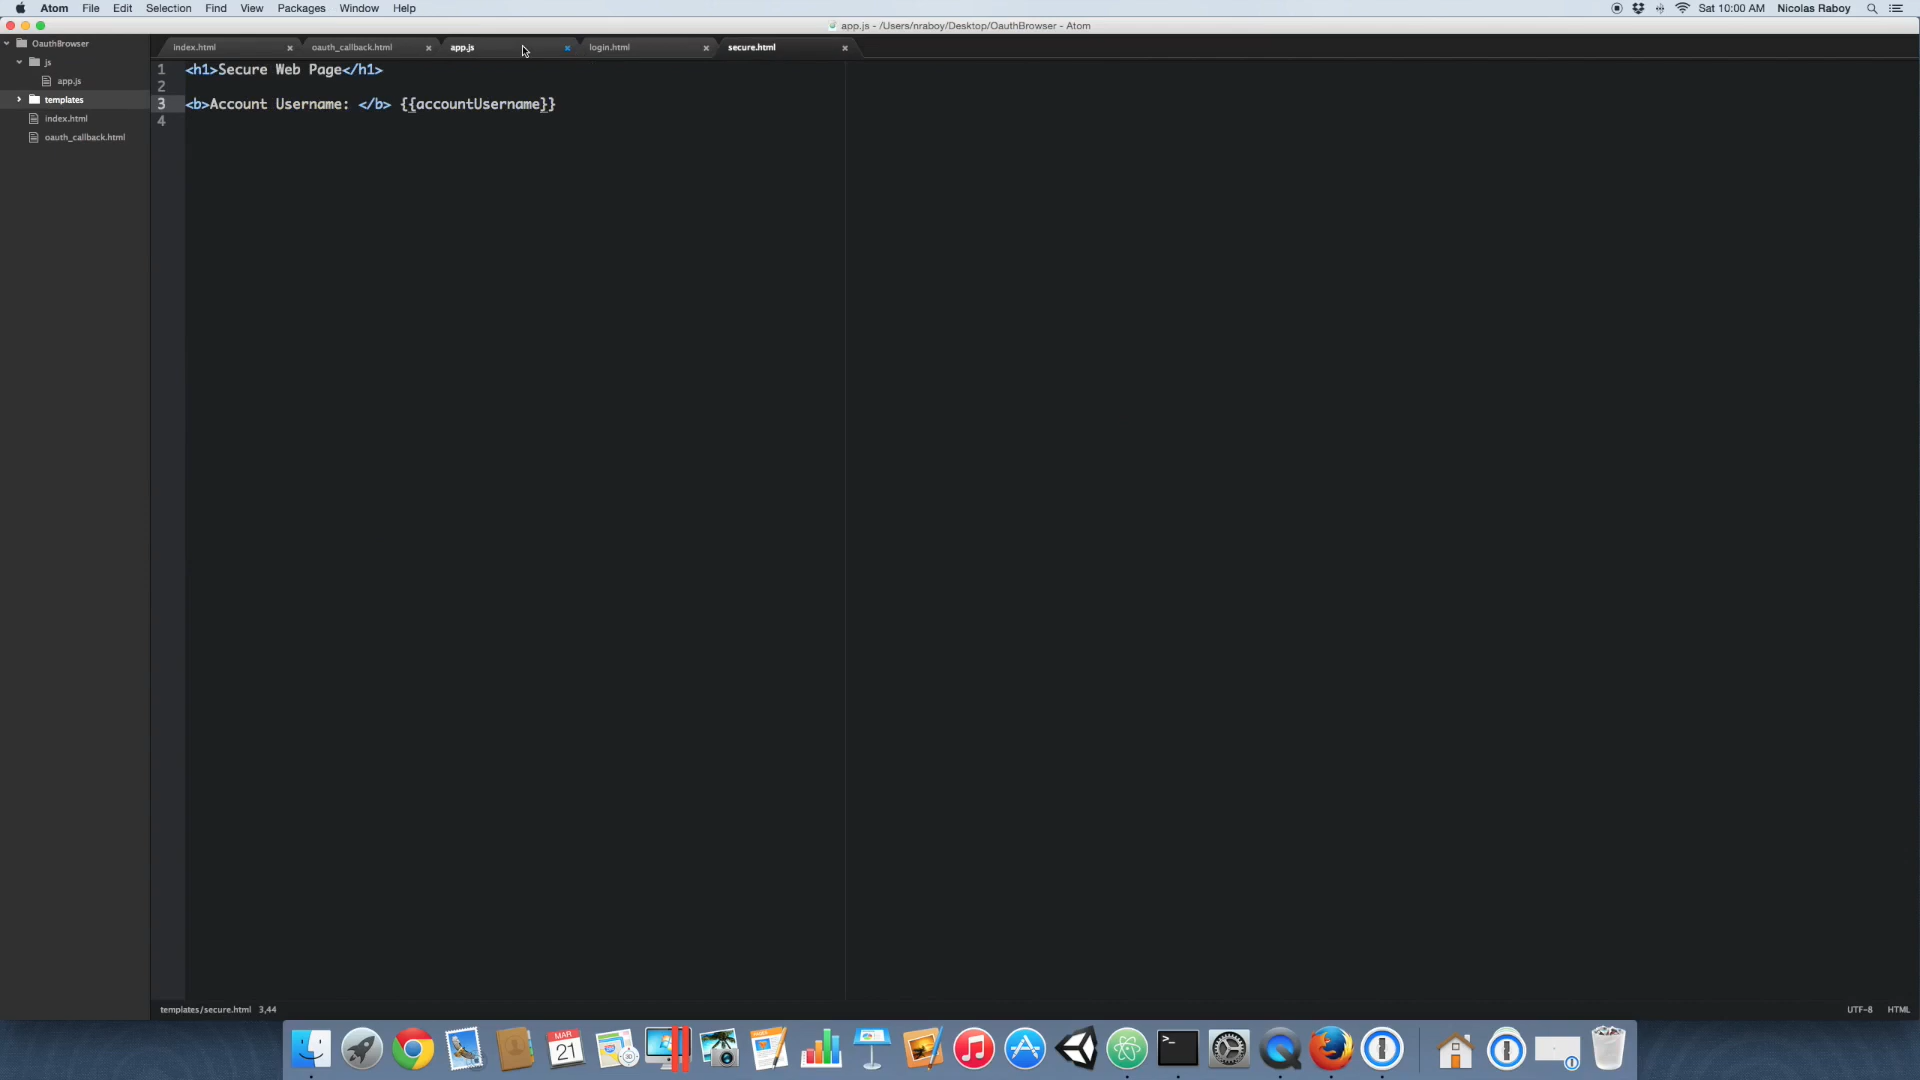 Atom File Edit Selection Find View Packages Window Help Sat 10:00 AM Nicolas Raboy
app.js - /Users/nraboy/Desktop/OauthBrowser - Atom
OauthBrowser
js
app.js
templates
index.html
oauth_callback.html
index.html oauth_callback.html app.js login.html secure.html
1 <h1>Secure Web Page</h1>
2
3 <b>Account Username: </b> {{accountUsername}}
4
templates/secure.html 3,44 UTF-8 HTML
MAR
21